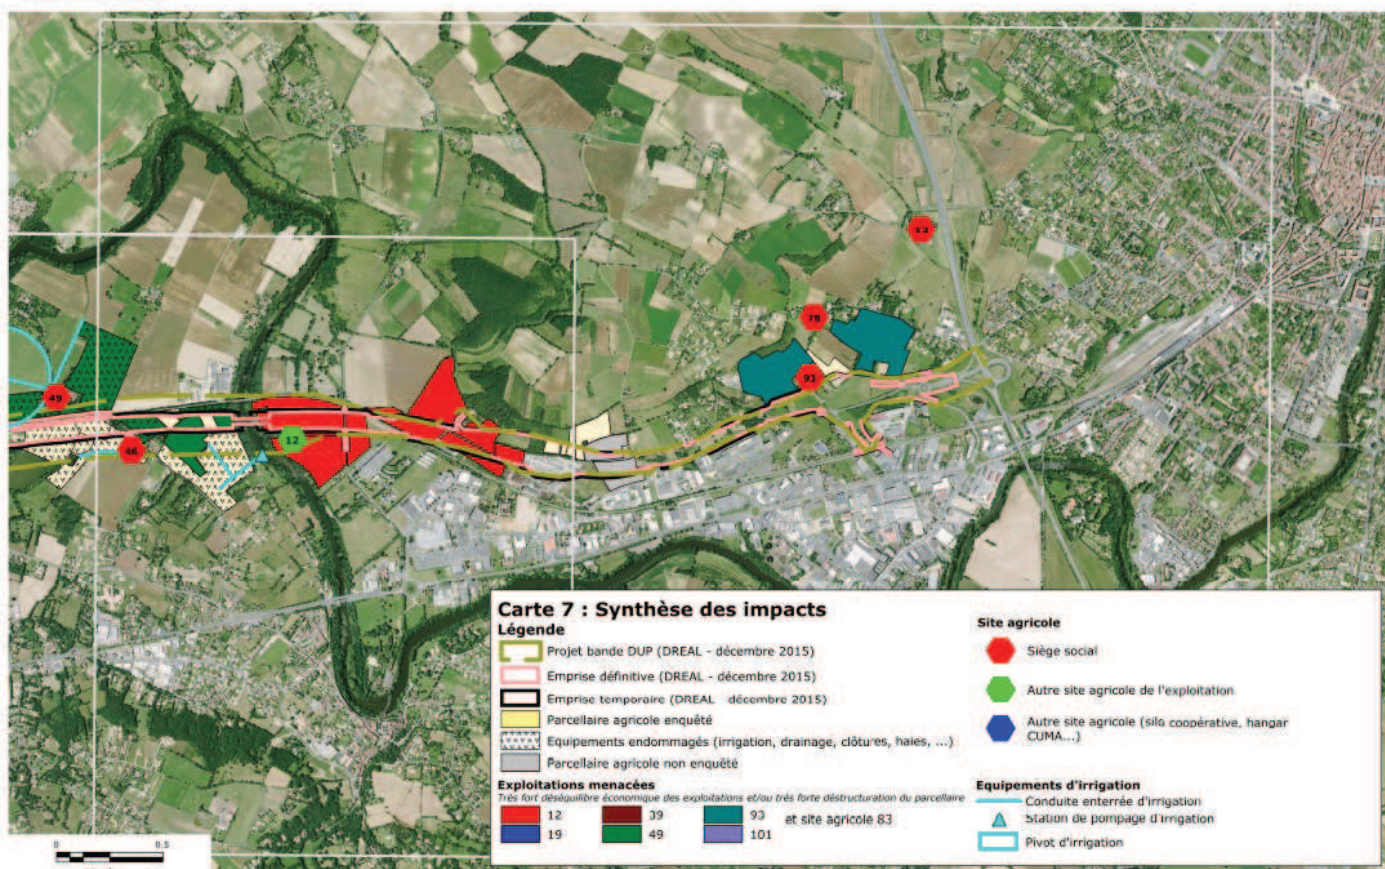 53
78
93
49
46
12
Carte 7 : Synthèse des impacts
Légende
Projet bande DUP (DREAL - décembre 2015)
Emprise définitive (DREAL - décembre 2015)
Emprise temporaire (DREAL décembre 2015)
Parcellaire agricole enquêté
Equipements endommagés (irrigation, drainage, clôtures, haies, ...)
Parcellaire agricole non enquêté
Exploitations menacées
Très fort déséquilibre économique des exploitations et/ou très forte déstructuration du parcellaire
12 39 93 et site agricole 83
19 49 101
Site agricole
Siège social
Autre site agricole de l'exploitation
Autre site agricole (silo coopérative, hangar
CUMA...)
Equipements d'irrigation
Conduite enterrée d'irrigation
Station de pompage d'irrigation
Pivot d'irrigation
0 0.5